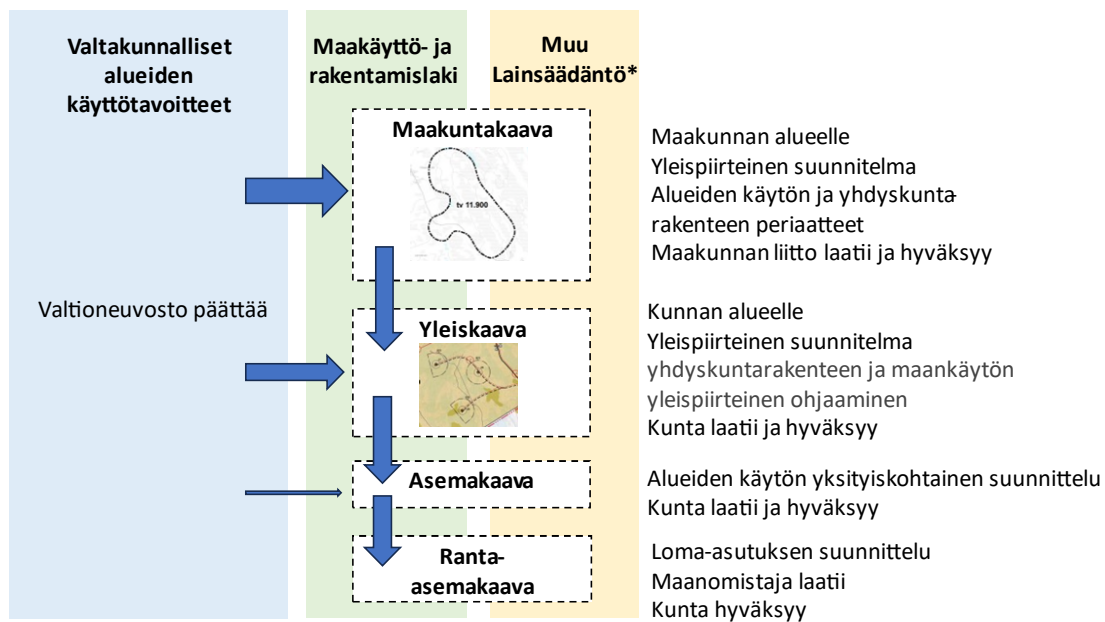 Valtakunnalliset
alueiden
käyttötavoitteet
Maakäyttö- ja
rakentamislaki
Muu
Lainsäädäntö*
Maakuntakaava
tv 11.900
Maakunnan alueelle
Yleispiirteinen suunnitelma
Alueiden käytön ja yhdyskunta-
rakenteen periaatteet
Maakunnan liitto laatii ja hyväksyy
Valtioneuvosto päättää
Yleiskaava
Kunnan alueelle
Yleispiirteinen suunnitelma
yhdyskuntarakenteen ja maankäytön
yleispiirteinen ohjaaminen
Kunta laatii ja hyväksyy
Asemakaava
Alueiden käytön yksityiskohtainen suunnittelu
Kunta laatii ja hyväksyy
Ranta-
asemakaava
Loma-asutuksen suunnittelu
Maanomistaja laatii
Kunta hyväksyy